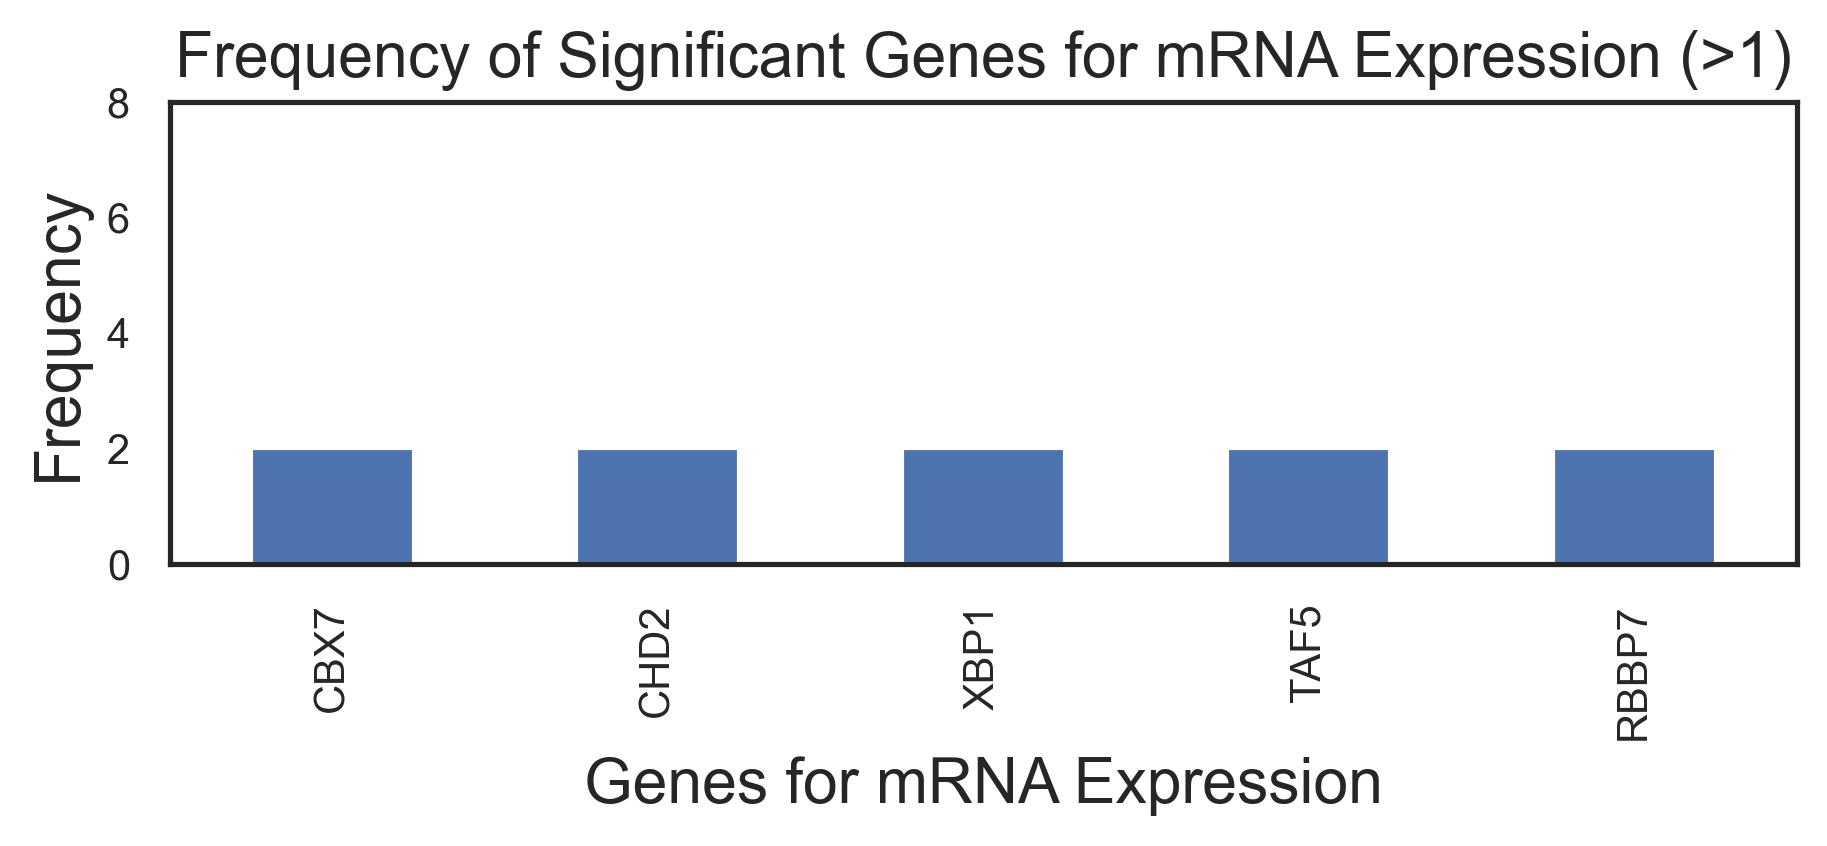 Frequency of Significant Genes for mRNA Expression (>1)
Frequency
8
6
4
2
0
CBX7
CHD2
XBP1
TAF5
RBBP7
Genes for mRNA Expression